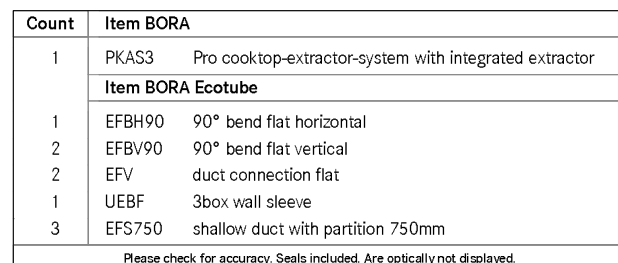 Count Item BORA
1 PKAS3 Pro cooktop-extractor-system with integrated extractor
Item BORA Ecotube
1 EFBH90 90° bend flat horizontal
2 EFBV90 90° bend flat vertical
2 EFV duct connection flat
1 UEBF 3box wall sleeve
3 EFS750 shallow duct with partition 750mm
Please check for accuracy. Seals included. Are optically not displayed.